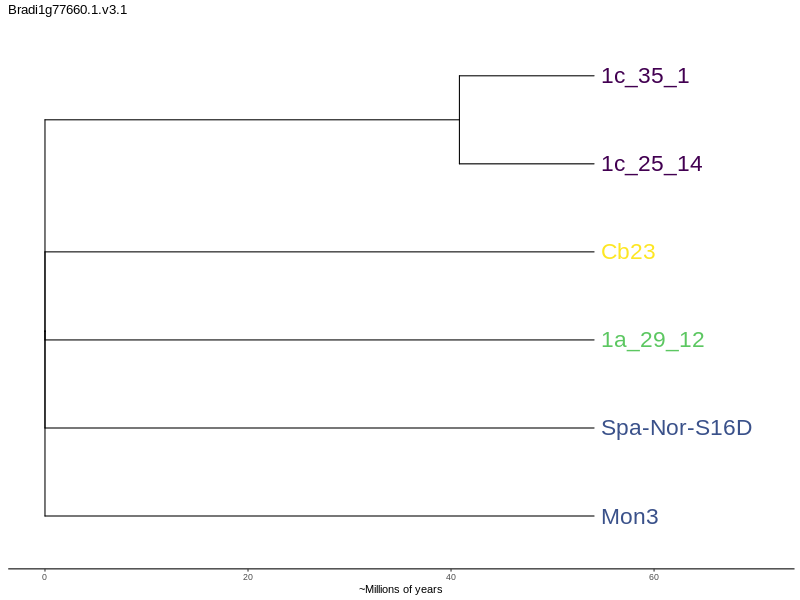 Bradi1g77660.1.v3.1
1c_35_1
1c_25_14
Cb23
1a_29_12
Spa-Nor-S16D
Mon3
0 20 40 60
~Millions of years